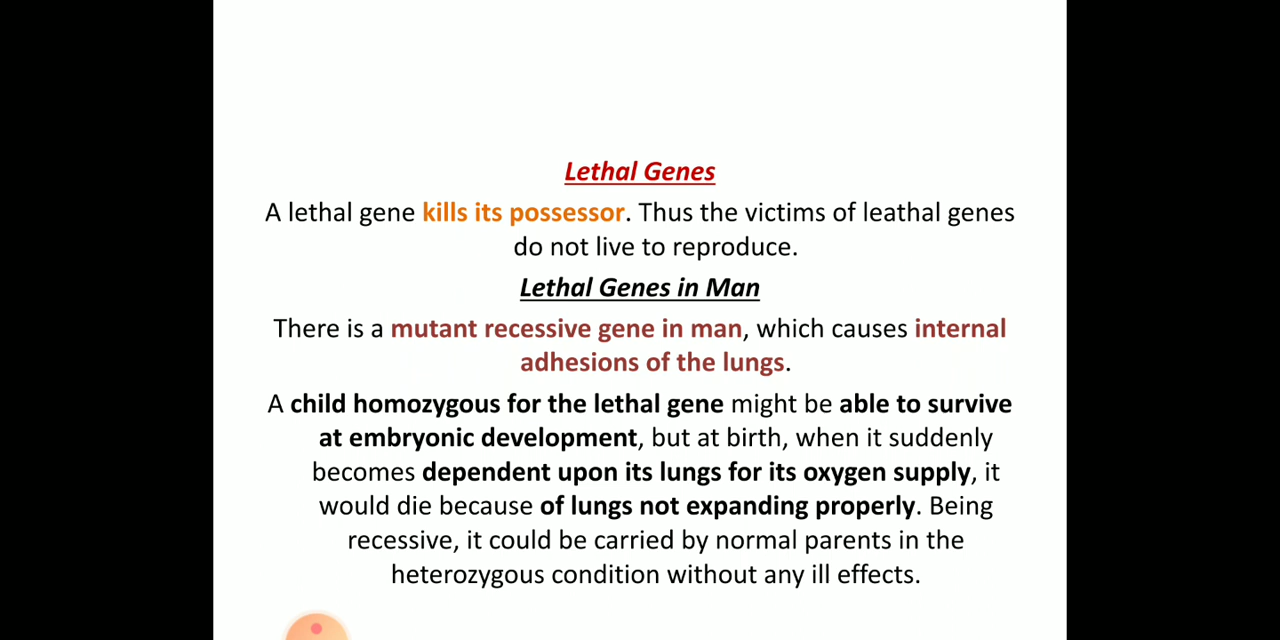 Lethal Genes
A lethal gene kills its possessor. Thus the victims of leathal genes
do not live to reproduce.
Lethal Genes in Man
There is a mutant recessive gene in man, which causes internal
adhesions of the lungs.
A child homozygous for the lethal gene might be able to survive
at embryonic development, but at birth, when it suddenly
becomes dependent upon its lungs for its oxygen supply, it
would die because of lungs not expanding properly. Being
recessive, it could be carried by normal parents in the
heterozygous condition without any ill effects.